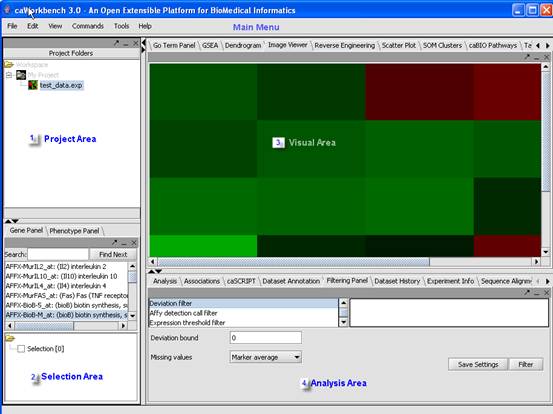 caWorkbench 3.0 - An Open Extensible Platform for BioMedical Informatics
File Edit View Commands Tools Help
Main Menu
Project Folders
Workspace
My Project
test_data.exp
1 Project Area
Go Term Panel GSEA Dendrogram Image Viewer Reverse Engineering Scatter Plot SOM Clusters caBIO Pathways Ta
3 Visual Area
Gene Panel Phenotype Panel
Search: Find Next
AFFX-MurIL2_at: (Il2) interleukin 2
AFFX-MurIL10_at: (Il10) interleukin 10
AFFX-MurIL4_at: (Il4) interleukin 4
AFFX-MurFAS_at: (Fas) Fas (TNF receptor
AFFX-BioB-5_at: (bioB) biotin synthesis, s
AFFX-BioB-M_at: (bioB) biotin synthesis, s
Selection [0]
2 Selection Area
Analysis Associations caSCRIPT Dataset Annotation Filtering Panel Dataset History Experiment Info Sequence Alignm
Deviation filter
Affy detection call filter
Expression threshold filter
Deviation bound 0
Missing values Marker average
Save Settings Filter
4 Analysis Area